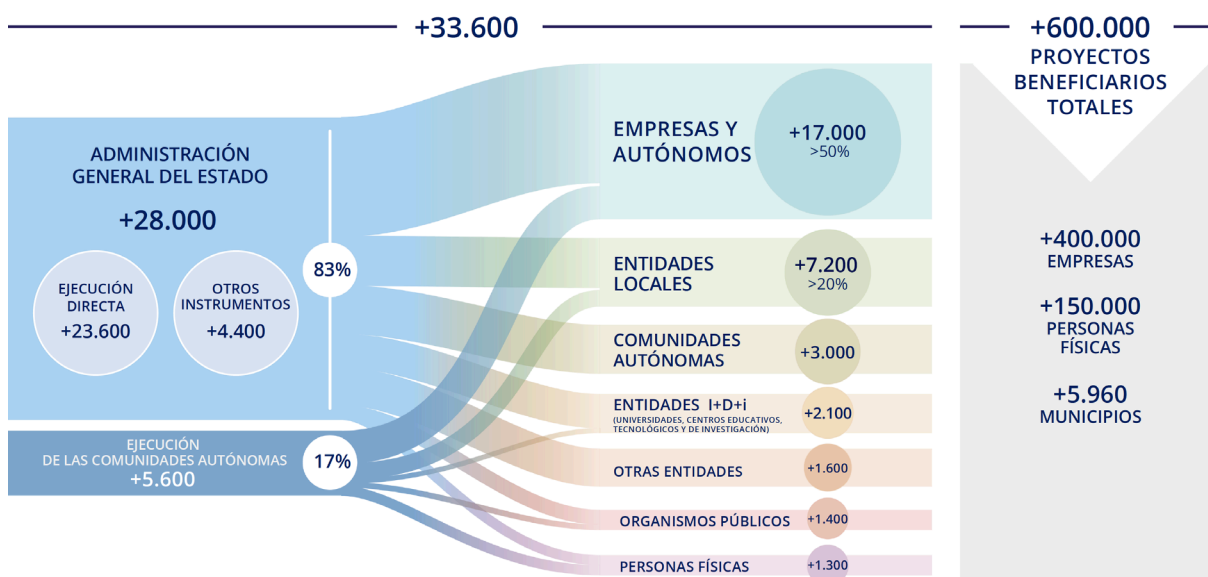 +33.600
ADMINISTRACIÓN
GENERAL DEL ESTADO
+28.000
EJECUCIÓN
DIRECTA
+23.600
OTROS
INSTRUMENTOS
+4.400
83%
EJECUCIÓN
DE LAS COMUNIDADES AUTÓNOMAS
+5.600
17%
EMPRESAS Y
AUTÓNOMOS
+17.000
>50%
ENTIDADES
LOCALES
+7.200
>20%
COMUNIDADES
AUTÓNOMAS
+3.000
ENTIDADES I+D+i
(UNIVERSIDADES, CENTROS EDUCATIVOS,
TECNOLÓGICOS Y DE INVESTIGACIÓN)
+2.100
OTRAS ENTIDADES
+1.600
ORGANISMOS PÚBLICOS
+1.400
PERSONAS FÍSICAS
+1.300
+600.000
PROYECTOS
BENEFICIARIOS
TOTALES
+400.000
EMPRESAS
+150.000
PERSONAS
FÍSICAS
+5.960
MUNICIPIOS